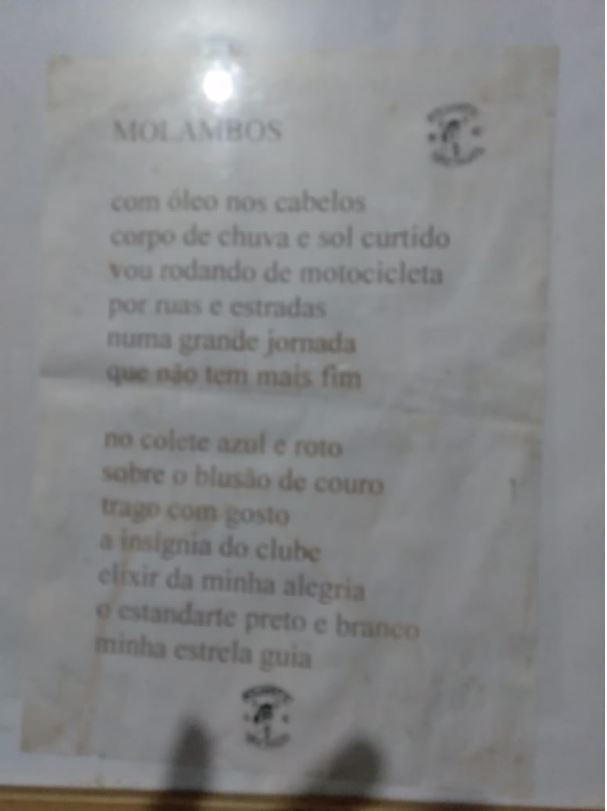 MOLAMBOS
com óleo nos cabelos
corpo de chuva e sol curtido
vou rodando de motocicleta
por ruas e estradas
numa grande jornada
que não tem mais fim
no colete azul e roto
sobre o blusão de couro
trago com gosto
a insígnia do clube
elixir da minha alegria
o estandarte preto e branco
minha estrela guia